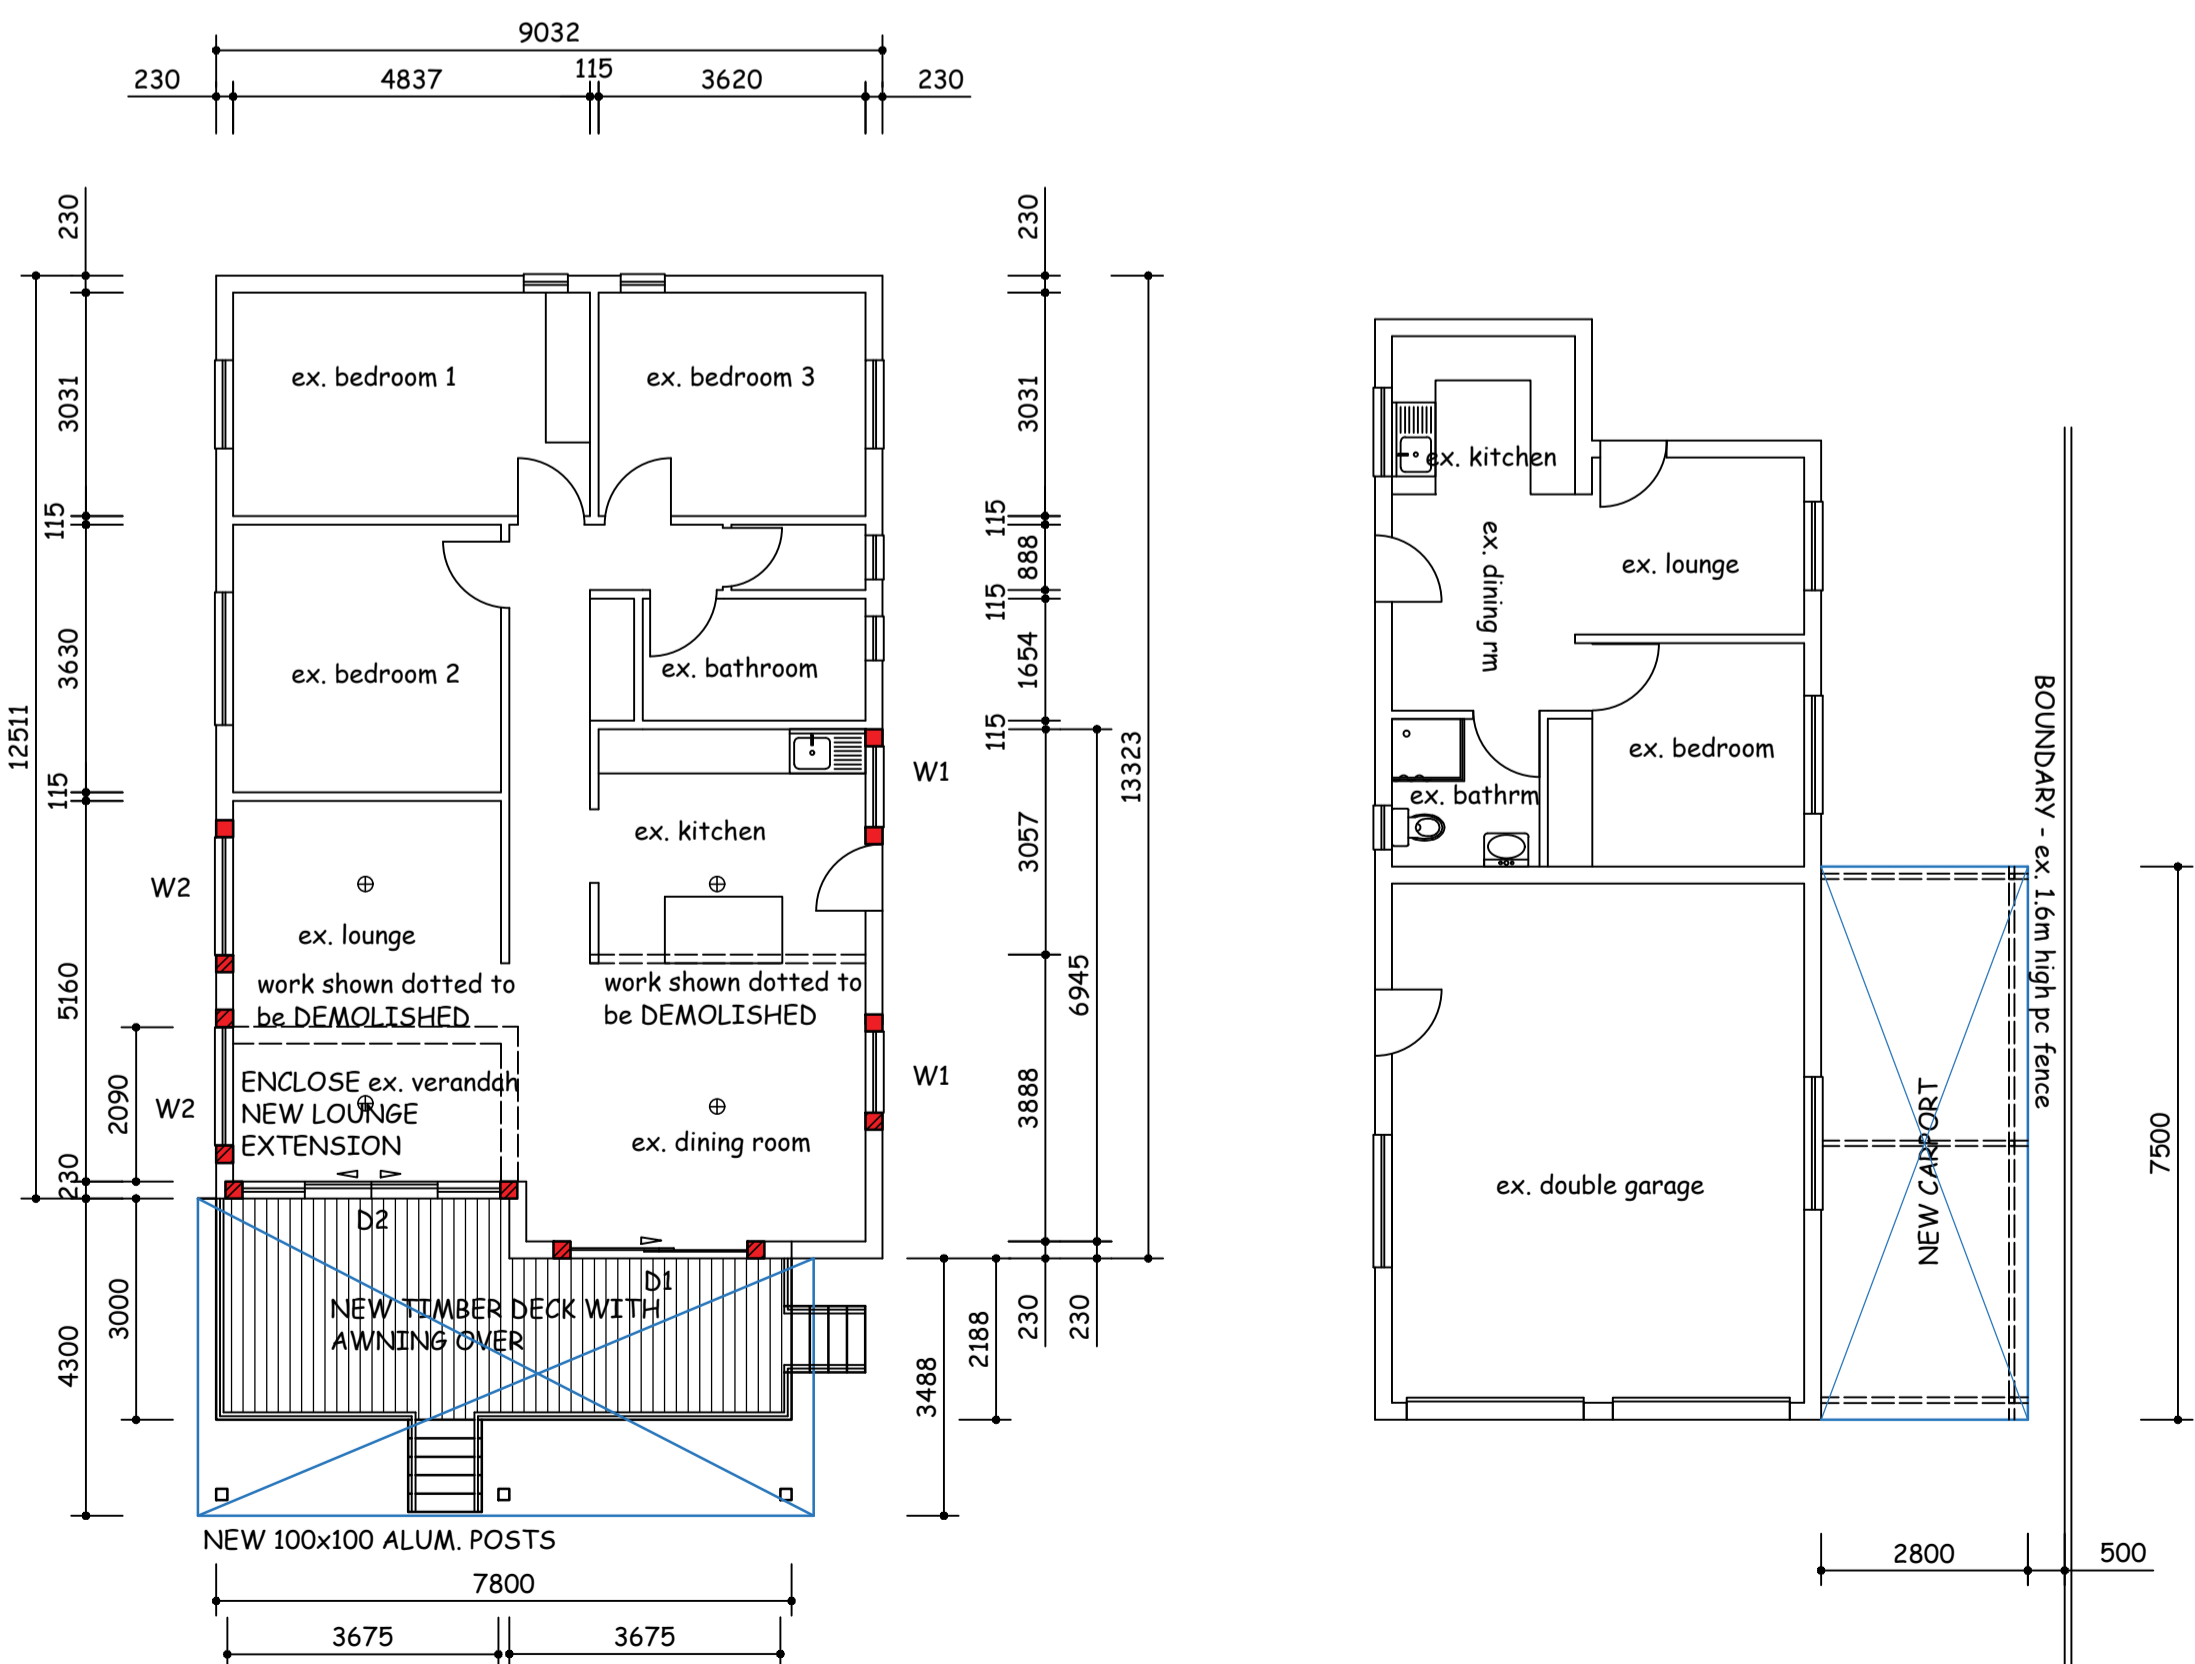 9032
230
4837
115
3620
230
230
3031
115
3630
115
5160
230
4300
12511
2090
3000
230
3031
115
888
115
1654
115
3057
3888
230
6945
230
13323
2188
3488
ex. bedroom 1
ex. bedroom 3
ex. bedroom 2
ex. bathroom
ex. kitchen
W1
W2
ex. lounge
work shown dotted to
be DEMOLISHED
work shown dotted to
be DEMOLISHED
W2
ENCLOSE ex. verandah
NEW LOUNGE
EXTENSION
ex. dining room
W1
D2
D1
NEW TIMBER DECK WITH
AWNING OVER
NEW 100x100 ALUM. POSTS
7800
3675
3675
ex. kitchen
ex. dining rm
ex. lounge
ex. bedroom
ex. bathrm
ex. double garage
NEW CARPORT
BOUNDARY - ex. 1.6m high pc fence
7500
2800
500